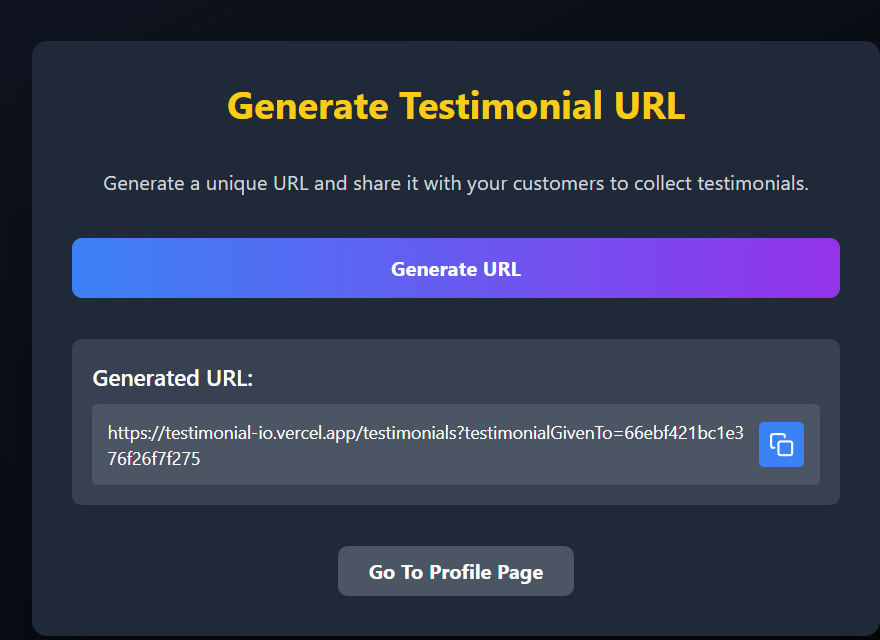 Generate Testimonial URL
Generate a unique URL and share it with your customers to collect testimonials.
Generate URL
Generated URL:
https://testimonial-io.vercel.app/testimonials?testimonialGivenTo=66ebf421bc1e3
76f26f7f275
Go To Profile Page